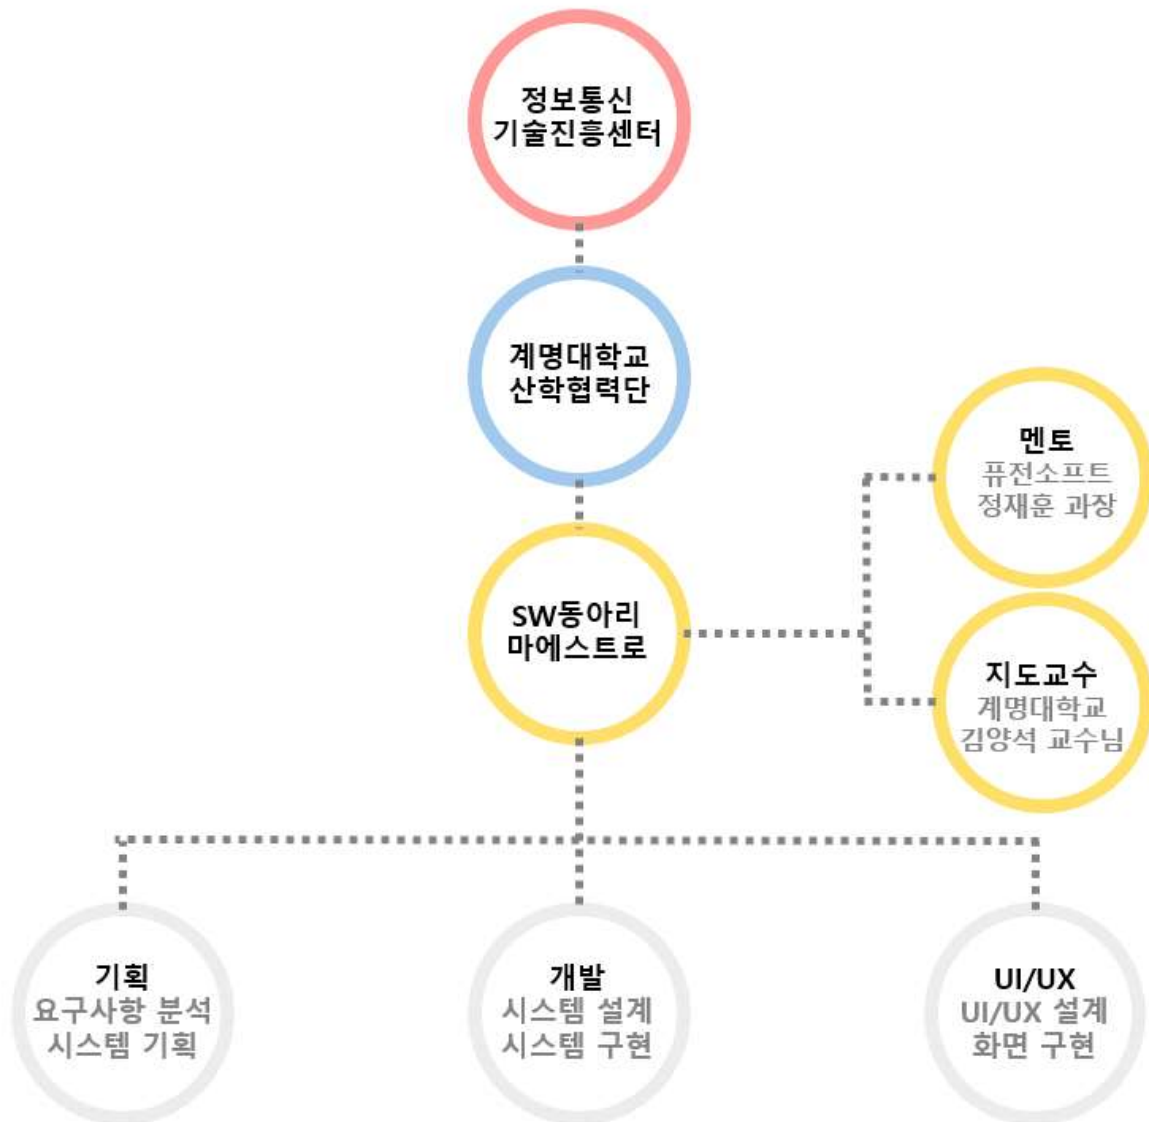 정보통신
기술진흥센터
계명대학교
산학협력단
멘토
퓨전소프트
정재훈 과장
SW동아리
마에스트로
지도교수
계명대학교
김양석 교수님
기획
요구사항 분석
시스템 기획
개발
시스템 설계
시스템 구현
UI/UX
UI/UX 설계
화면 구현